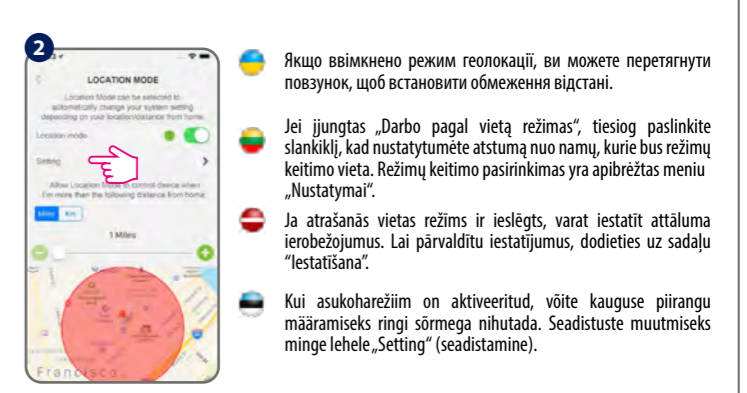 2
LOCATION MODE
Location Mode can be selected to
automatically change your system setting
depending on your location/distance from home
Location mode
Setting
Allow Location Mode to control device when
I'm more than the following distance from home
Miles Km
1 Miles
Francisco
Якщо ввімкнено режим геолокації, ви можете перетягнути
повзунок, щоб встановити обмеження відстані.
Jei įjungtas „Darbo pagal vietą režimas“, tiesiog paslinkite
slankiklį, kad nustatytumėte atstumą nuo namų, kurie bus režimų
keitimo vieta. Režimų keitimo pasirinkimas yra apibrėžtas meniu
„Nustatymai“.
Ja atrašanās vietas režīms ir ieslēgts, varat iestatīt attāluma
ierobežojumus. Lai pārvaldītu iestatījumus, dodieties uz sadaļu
“Iestatīšana”.
Kui asukoharežiim on aktiveeritud, võite kauguse piirangu
määramiseks ringi sõrmega nihutada. Seadistuste muutmiseks
minge lehele „Setting“ (seadistamine).